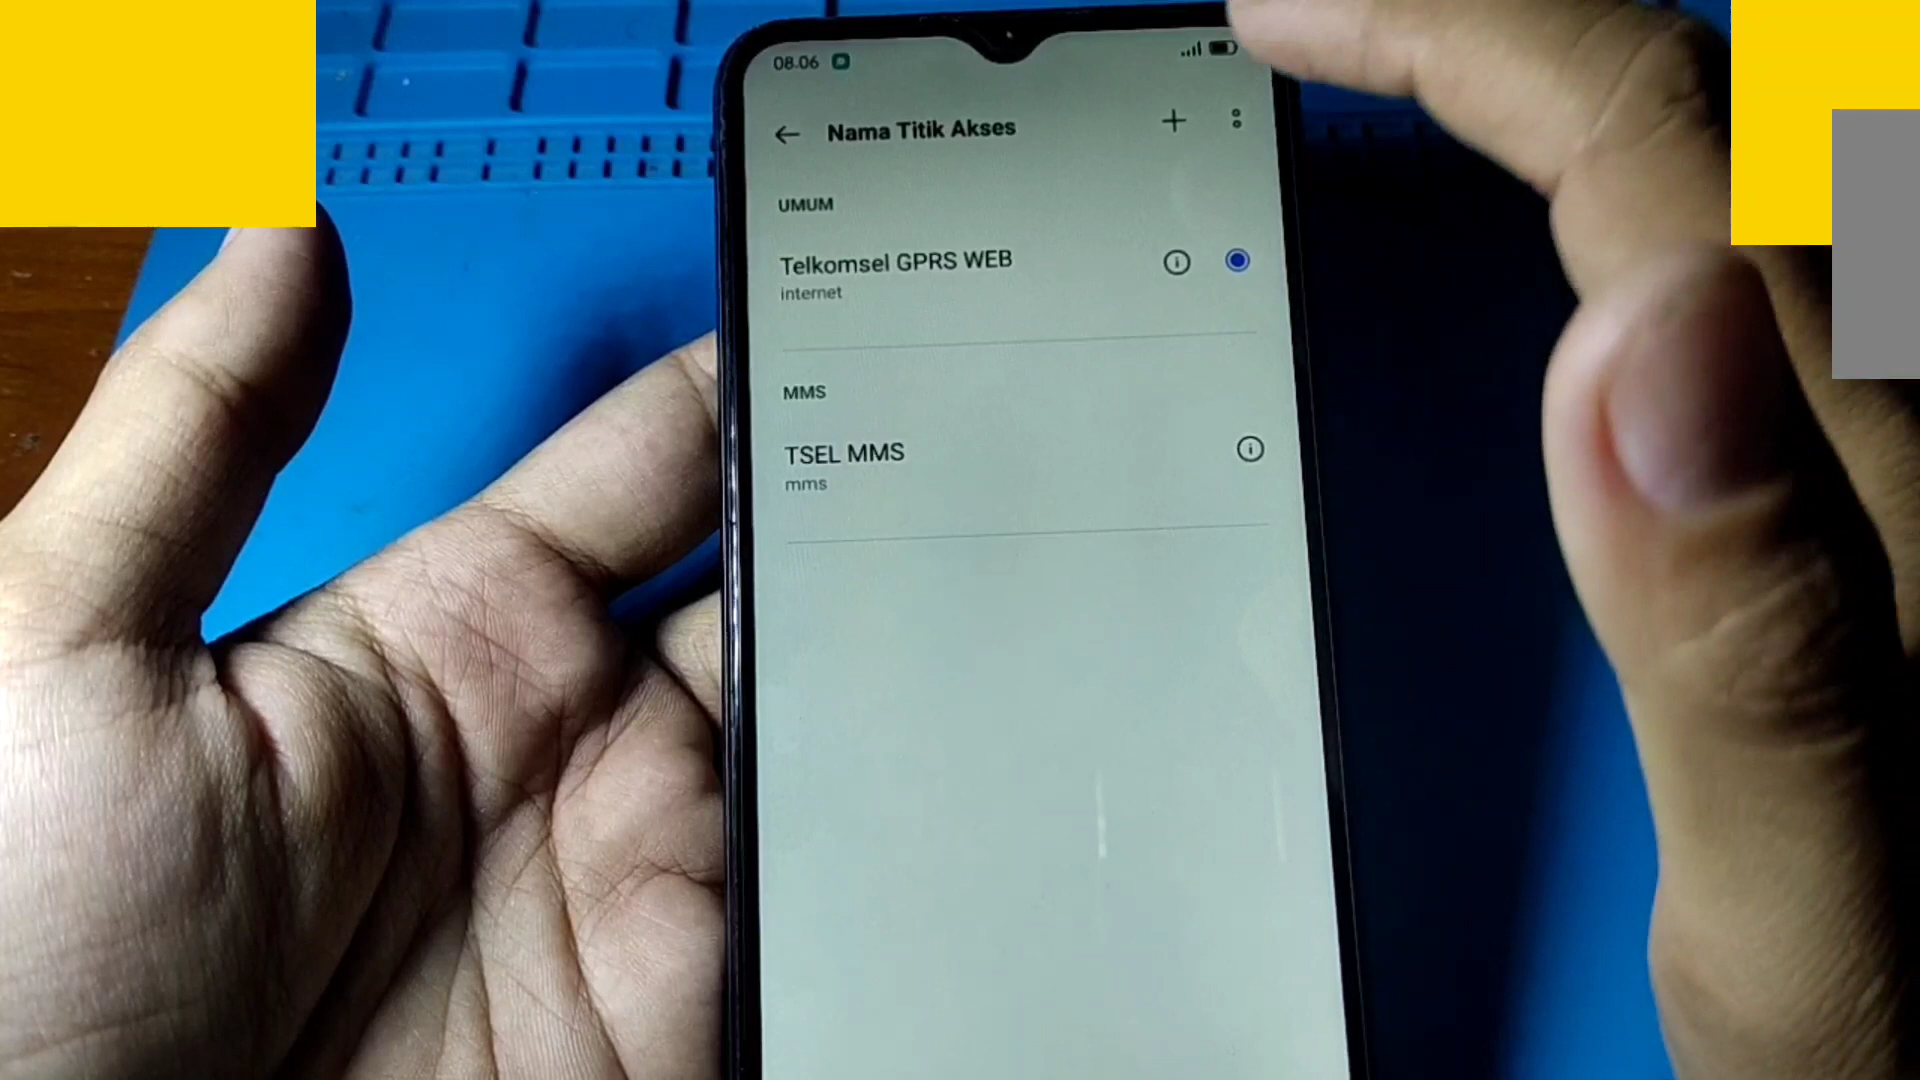 08.06
Nama Titik Akses
UMUM
Telkomsel GPRS WEB
internet
MMS
TSEL MMS
mms